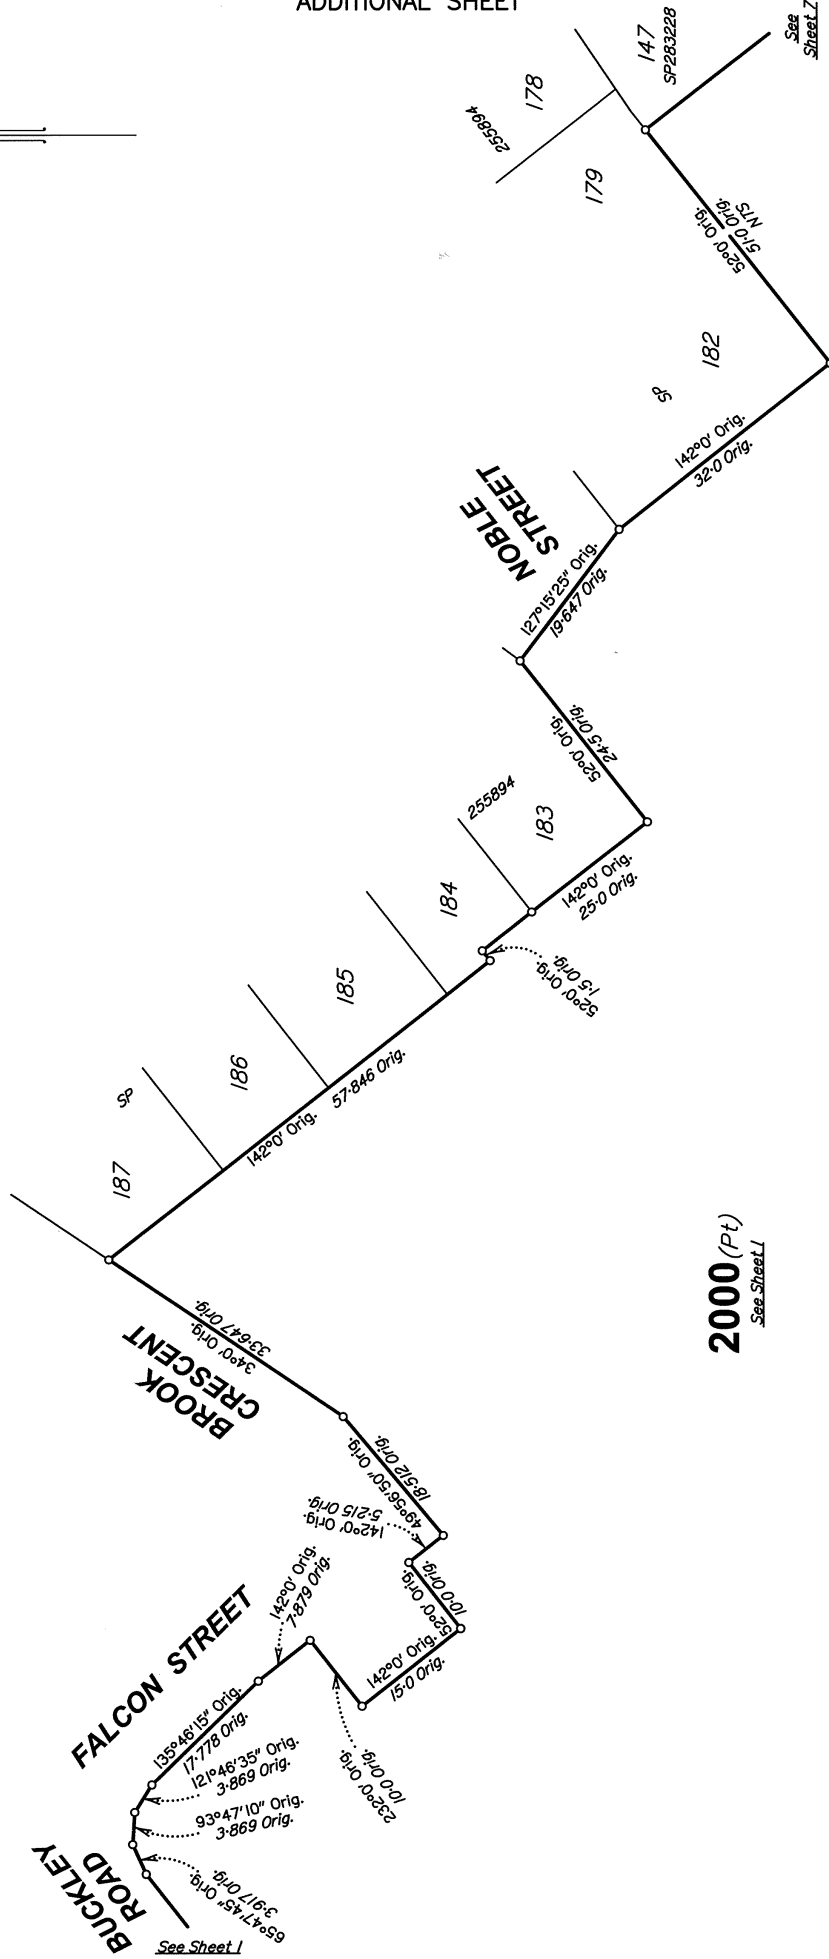 ADDITIONAL SHEET
See
Sheet 7
147
SP283228
178
255894
179
52°0' Orig.
51·0 Orig.
NTS
182
SP
142°0' Orig.
32·0 Orig.
NOBLE
STREET
127°15'25" Orig.
19·647 Orig.
52°0' Orig.
24·5 Orig.
255894
183
142°0' Orig.
25·0 Orig.
184
52°0' Orig.
1·5 Orig.
185
186
SP
187
142°0' Orig.
57·846 Orig.
34°0' Orig.
33·647 Orig.
BROOK
CRESCENT
2000 (Pt)
See Sheet 1
49°56'50" Orig.
18·512 Orig.
142°0' Orig.
5·215 Orig.
52°0' Orig.
10·0 Orig.
142°0' Orig.
7·879 Orig.
142°0' Orig.
15·0 Orig.
232°0' Orig.
10·0 Orig.
FALCON STREET
135°46'15" Orig.
17·778 Orig.
121°46'35" Orig.
3·869 Orig.
93°47'10" Orig.
3·869 Orig.
65°47'45" Orig.
3·917 Orig.
BUCKLEY
ROAD
See Sheet 1